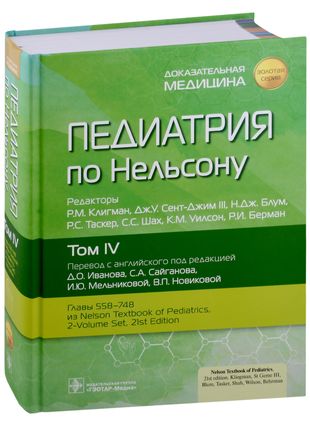 ДОКАЗАТЕЛЬНАЯ
МЕДИЦИНА
золотая
серия
ПЕДИАТРИЯ
по Нельсону
Редакторы
Р.М. Клигман, Дж.У. Сент-Джим III, Н.Дж. Блум,
Р.С. Таскер, С.С. Шах, К.М. Уилсон, Р.И. Берман
Том IV
Перевод с английского под редакцией
Д.О. Иванова, С.А. Сайганова,
И.Ю. Мельниковой, В.П. Новиковой
Главы 558–748
из Nelson Textbook of Pediatrics,
2-Volume Set, 21st Edition
Nelson Textbook of Pediatrics,
21st edition, Kliegman, St Geme III,
Blum, Tasker, Shah, Wilson, Behrman
ИЗДАТЕЛЬСКАЯ ГРУППА
«ГЭОТАР-Медиа»
ПЕДИАТРИЯ
ТОМ IV